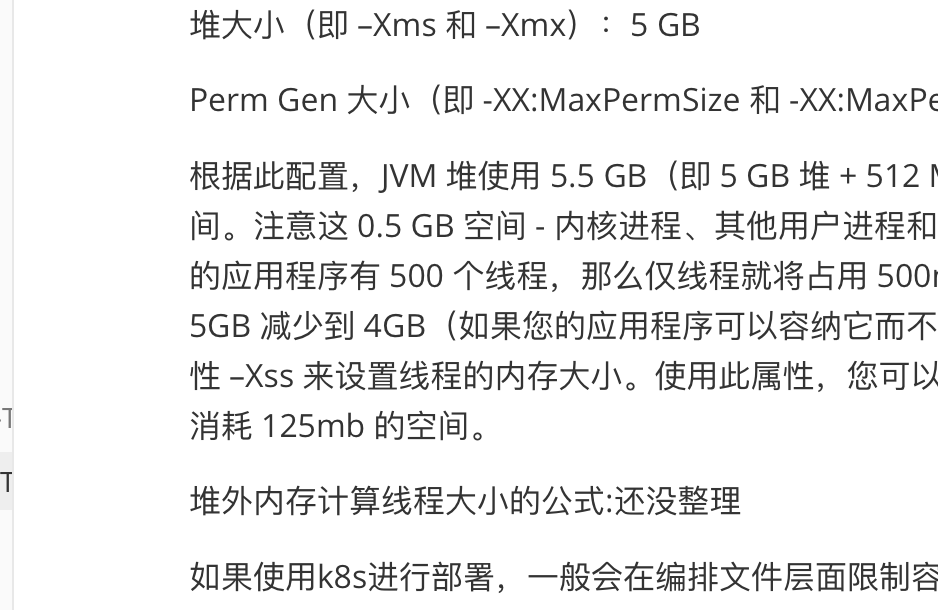 堆大小（即 –Xms 和 –Xmx）：5 GB
Perm Gen 大小（即 -XX:MaxPermSize 和 -XX:MaxPe
根据此配置，JVM 堆使用 5.5 GB（即 5 GB 堆 + 512
间。注意这 0.5 GB 空间 - 内核进程、其他用户进程和
的应用程序有 500 个线程，那么仅线程就将占用 500
5GB 减少到 4GB（如果您的应用程序可以容纳它而不
性 –Xss 来设置线程的内存大小。使用此属性，您可以
消耗 125mb 的空间。
堆外内存计算线程大小的公式:还没整理
如果使用k8s进行部署，一般会在编排文件层面限制容